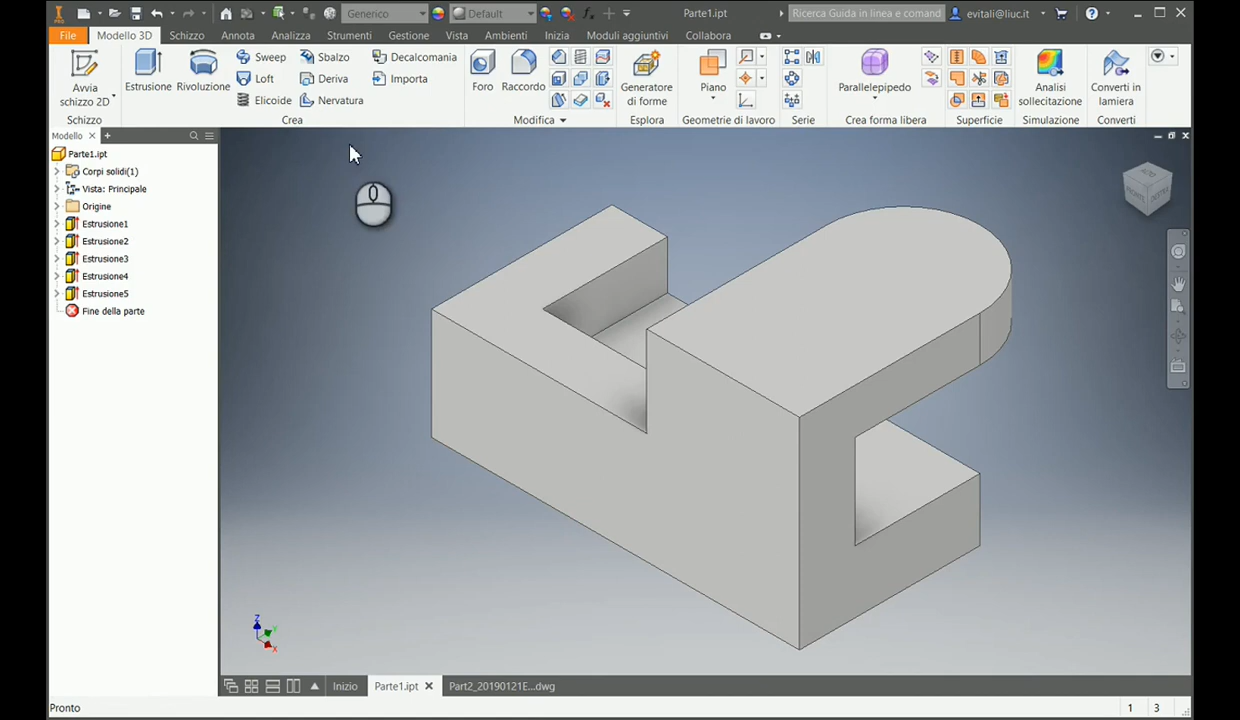 Generico
Default
fx
Parte1.ipt
Ricerca Guida in linea e comand
evitali@liuc.it
File
Modello 3D
Schizzo
Annota
Analizza
Strumenti
Gestione
Vista
Ambienti
Inizia
Moduli aggiuntivi
Collabora
Avvia
schizzo 2D
Estrusione
Rivoluzione
Sweep
Loft
Elicoide
Sbalzo
Deriva
Nervatura
Decalcomania
Importa
Foro
Raccordo
Generatore
di forme
Piano
Parallelepipedo
Analisi
sollecitazione
Converti in
lamiera
Schizzo
Crea
Modifica
Esplora
Geometrie di lavoro
Serie
Crea forma libera
Superficie
Simulazione
Converti
Modello
Parte1.ipt
Corpi solidi(1)
Vista: Principale
Origine
Estrusione1
Estrusione2
Estrusione3
Estrusione4
Estrusione5
Fine della parte
FRONTE
DESTRA
Z
Y
X
Inizio
Parte1.ipt
Part2_20190121E...dwg
Pronto
1
3